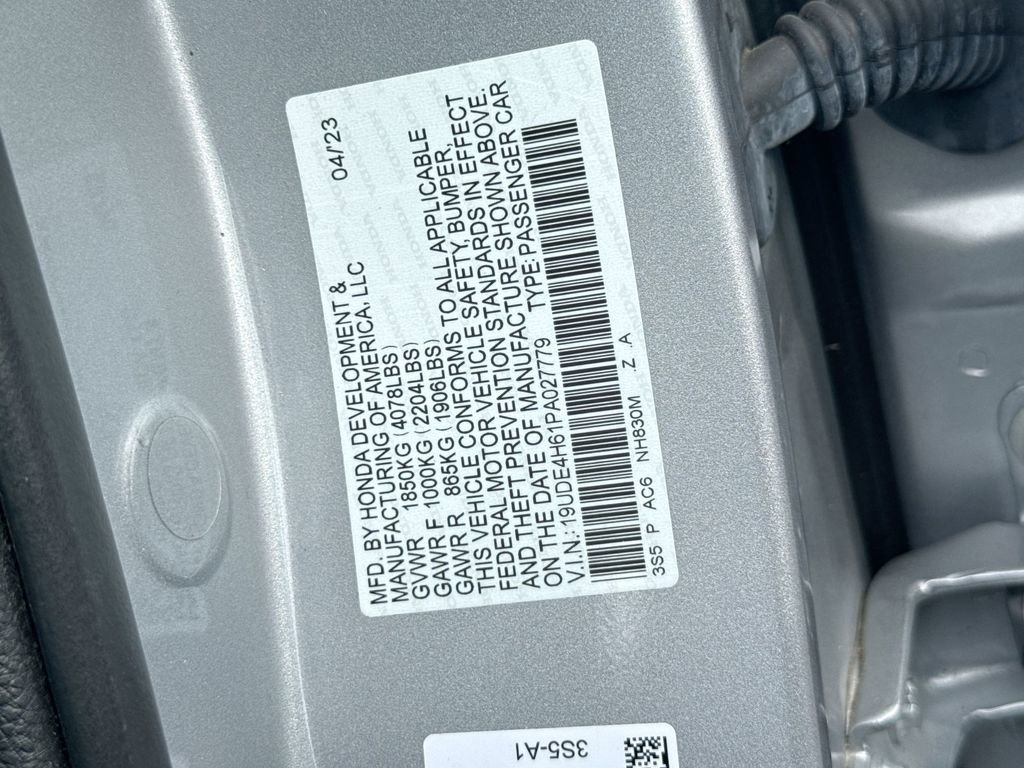 MFD. BY HONDA DEVELOPMENT & 04/23
MANUFACTURING OF AMERICA, LLC
GVWR 1850KG (4078LBS)
GAWR F 1000KG (2204LBS)
GAWR R 865KG (1906LBS)
THIS VEHICLE CONFORMS TO ALL APPLICABLE
FEDERAL MOTOR VEHICLE SAFETY, BUMPER,
AND THEFT PREVENTION STANDARDS IN EFFECT
ON THE DATE OF MANUFACTURE SHOWN ABOVE.
V.I.N.: 19UDE4H61PA027779 TYPE: PASSENGER CAR
3S5 P AC6 NH830M Z A
3S5-A1